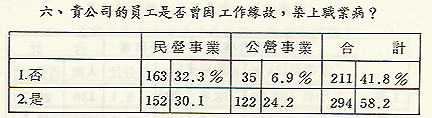 六、貴公司的員工是否曾因工作緣故，染上職業病？
民營事業 公營事業 合 計
1.否 163 32.3% 35 6.9% 211 41.8%
2.是 152 30.1 122 24.2 294 58.2